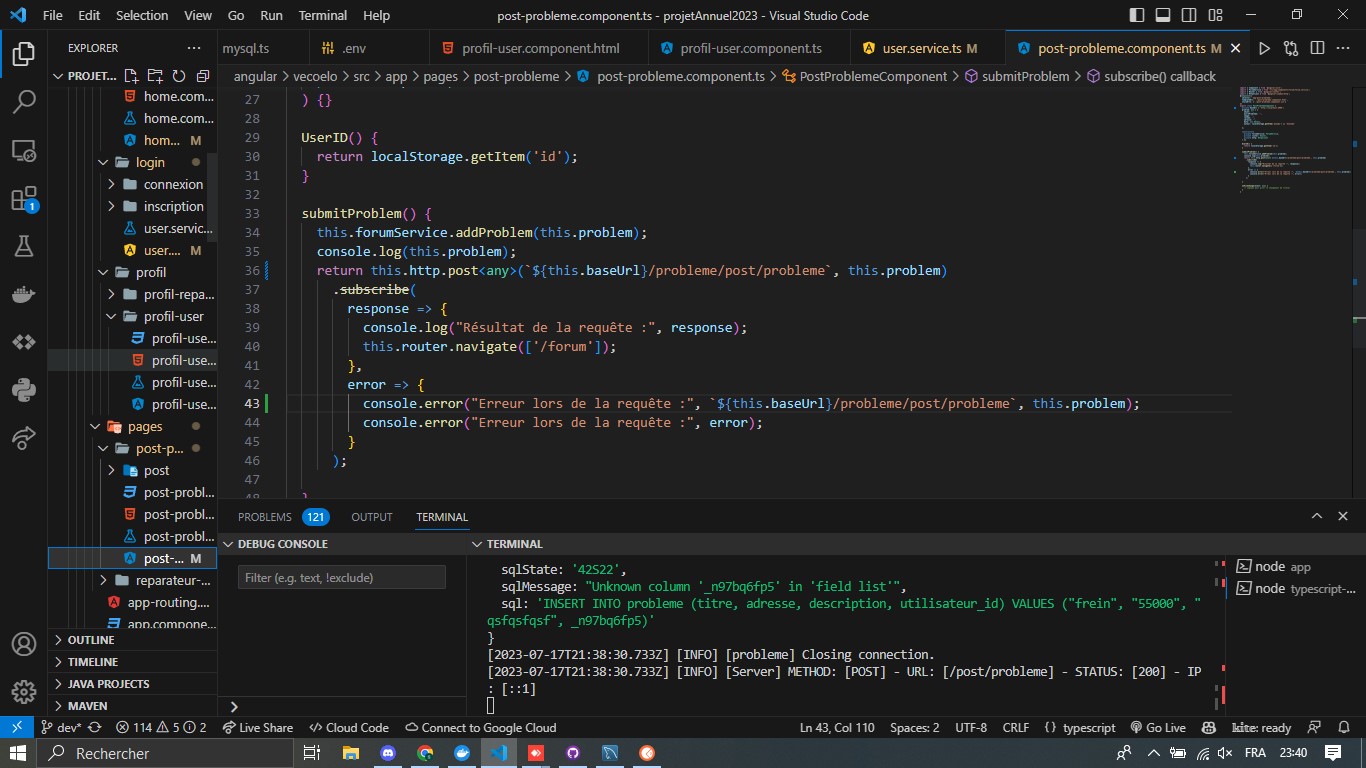 File Edit Selection View Go Run Terminal Help
post-probleme.component.ts - projetAnnuel2023 - Visual Studio Code
EXPLORER
mysql.ts
.env
profil-user.component.html
profil-user.component.ts
user.service.ts M
post-probleme.component.ts M
PROJET...
angular > vecoelo > src > app > pages > post-probleme > post-probleme.component.ts > PostProblemeComponent > submitProblem > subscribe() callback
home.com...
home.com...
hom... M
login
connexion
inscription
user.servic...
user.... M
profil
profil-repa...
profil-user
profil-use...
profil-use...
profil-use...
profil-use...
pages
post-p...
post
post-probl...
post-probl...
post-probl...
post-... M
reparateur-...
app-routing....
app.compone...
OUTLINE
TIMELINE
JAVA PROJECTS
MAVEN
27 ) {}
28
29 UserID() {
30 return localStorage.getItem('id');
31 }
32
33 submitProblem() {
34 this.forumService.addProblem(this.problem);
35 console.log(this.problem);
36 return this.http.post<any>(`${this.baseUrl}/probleme/post/probleme`, this.problem)
37 .subscribe(
38 response => {
39 console.log("Résultat de la requête :", response);
40 this.router.navigate(['/forum']);
41 },
42 error => {
43 console.error("Erreur lors de la requête :", `${this.baseUrl}/probleme/post/probleme`, this.problem);
44 console.error("Erreur lors de la requête :", error);
45 }
46 );
47
48 }
PROBLEMS 121 OUTPUT TERMINAL
DEBUG CONSOLE
Filter (e.g. text, !exclude)
TERMINAL
sqlState: '42S22',
sqlMessage: "Unknown column '_n97bq6fp5' in 'field list'",
sql: 'INSERT INTO probleme (titre, adresse, description, utilisateur_id) VALUES ("frein", "55000", "
qsfqsfqsf", _n97bq6fp5)'
}
[2023-07-17T21:38:30.733Z] [INFO] [probleme] Closing connection.
[2023-07-17T21:38:30.733Z] [INFO] [Server] METHOD: [POST] - URL: [/post/probleme] - STATUS: [200] - IP
: [::1]
node app
node typescript-...
1
dev* 114 5 2 Live Share Cloud Code Connect to Google Cloud
Ln 43, Col 110 Spaces: 2 UTF-8 CRLF {} typescript Go Live kite: ready
Rechercher
FRA 23:40